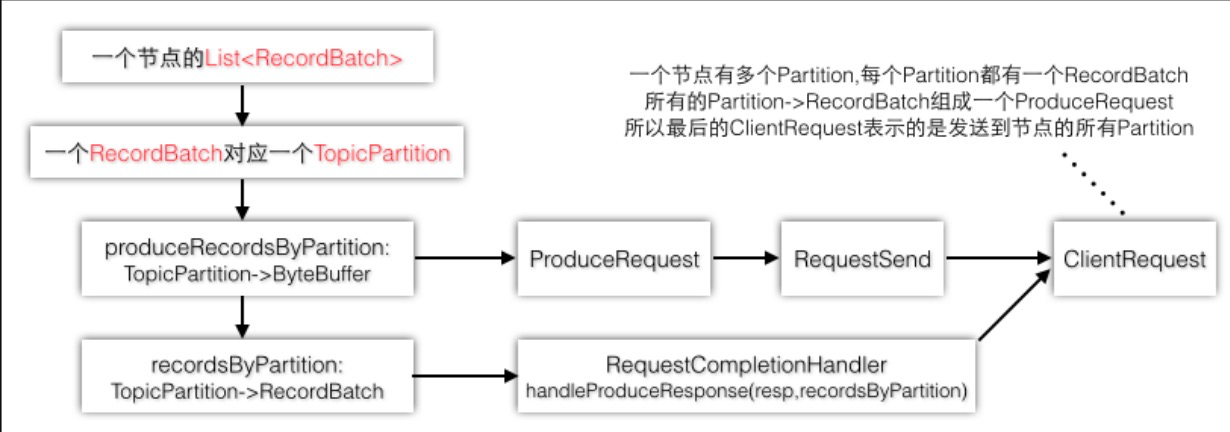 一个节点的List<RecordBatch>
一个节点有多个Partition,每个Partition都有一个RecordBatch
所有的Partition->RecordBatch组成一个ProduceRequest
所以最后的ClientRequest表示的是发送到节点的所有Partition
一个RecordBatch对应一个TopicPartition
produceRecordsByPartition:
TopicPartition->ByteBuffer
ProduceRequest
RequestSend
ClientRequest
recordsByPartition:
TopicPartition->RecordBatch
RequestCompletionHandler
handleProduceResponse(resp,recordsByPartition)